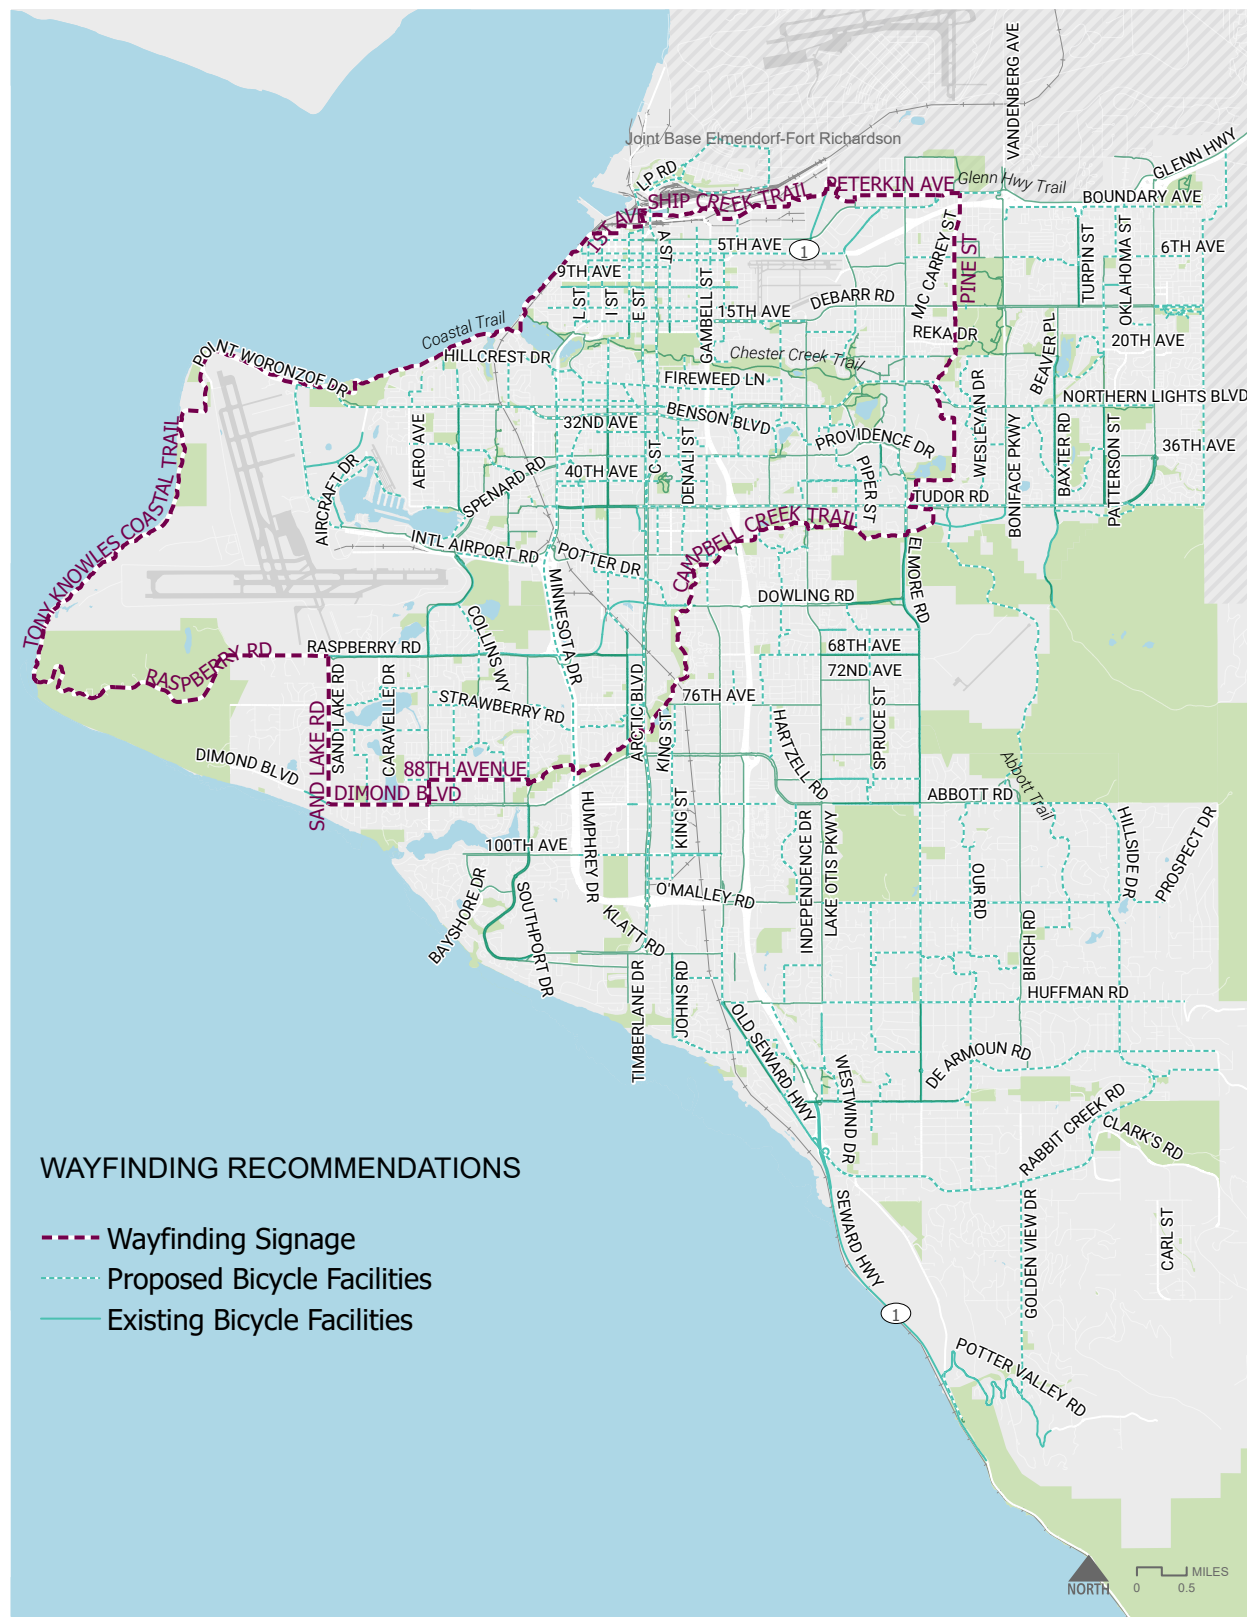 Joint Base Elmendorf-Fort Richardson
VANDENBERG AVE
GLENN HWY
LP RD
PETERKIN AVE
Glenn Hwy Trail
BOUNDARY AVE
SHIP CREEK TRAIL
1ST AVE
A ST
5TH AVE
1
MC CARREY ST
PINE ST
TURPIN ST
OKLAHOMA ST
6TH AVE
9TH AVE
L ST
I ST
E ST
GAMBELL ST
15TH AVE
DEBARR RD
REKA DR
BEAVER PL
20TH AVE
Coastal Trail
HILLCREST DR
Chester Creek Trail
POINT WORONZOF DR
FIREWEED LN
WESLEYAN DR
NORTHERN LIGHTS BLVD
BENSON BLVD
32ND AVE
AERO AVE
C ST
DENALI ST
PROVIDENCE DR
BONIFACE PKWY
BAXTER RD
PATTERSON ST
36TH AVE
TONY KNOWLES COASTAL TRAIL
AIRCRAFT DR
SPENARD RD
40TH AVE
PIPER ST
TUDOR RD
CAMPBELL CREEK TRAIL
INTL AIRPORT RD
POTTER DR
ELMORE RD
MINNESOTA DR
DOWLING RD
COLLINS WY
RASPBERRY RD
RASPBERRY RD
68TH AVE
72ND AVE
SAND LAKE RD
SAND LAKE RD
CARAVELLE DR
STRAWBERRY RD
ARCTIC BLVD
KING ST
76TH AVE
SPRUCE ST
HARTZELL RD
DIMOND BLVD
88TH AVENUE
DIMOND BLVD
Abbott Trail
ABBOTT RD
HUMPHREY DR
KING ST
INDEPENDENCE DR
LAKE OTIS PKWY
HILLSIDE DR
PROSPECT DR
100TH AVE
OUR RD
BAYSHORE DR
SOUTHPORT DR
O'MALLEY RD
KLATT RD
BIRCH RD
TIMBERLANE DR
JOHNS RD
HUFFMAN RD
OLD SEWARD HWY
WESTWIND DR
DE ARMOUN RD
RABBIT CREEK RD
CLARK'S RD
WAYFINDING RECOMMENDATIONS
SEWARD HWY
GOLDEN VIEW DR
CARL ST
Wayfinding Signage
Proposed Bicycle Facilities
Existing Bicycle Facilities
1
POTTER VALLEY RD
NORTH
MILES
0 0.5